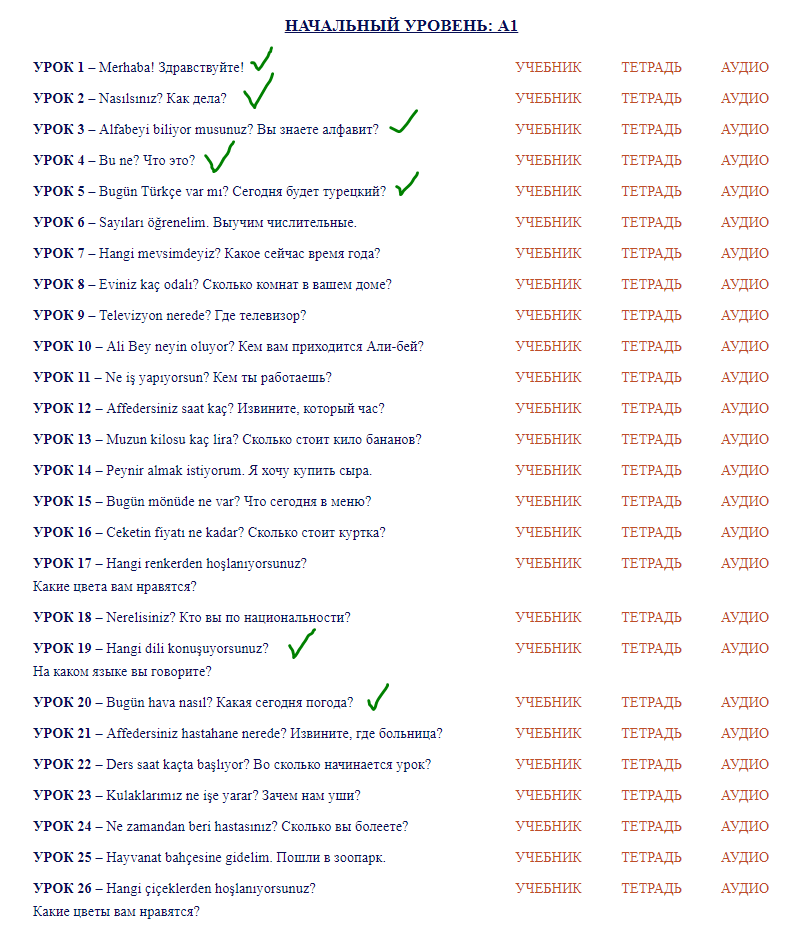 НАЧАЛЬНЫЙ УРОВЕНЬ: А1
УРОК 1 – Merhaba! Здравствуйте! УЧЕБНИК ТЕТРАДЬ АУДИО
УРОК 2 – Nasılsınız? Как дела? УЧЕБНИК ТЕТРАДЬ АУДИО
УРОК 3 – Alfabeyi biliyor musunuz? Вы знаете алфавит? УЧЕБНИК ТЕТРАДЬ АУДИО
УРОК 4 – Bu ne? Что это? УЧЕБНИК ТЕТРАДЬ АУДИО
УРОК 5 – Bugün Türkçe var mı? Сегодня будет турецкий? УЧЕБНИК ТЕТРАДЬ АУДИО
УРОК 6 – Sayıları öğrenelim. Выучим числительные. УЧЕБНИК ТЕТРАДЬ АУДИО
УРОК 7 – Hangi mevsimdeyiz? Какое сейчас время года? УЧЕБНИК ТЕТРАДЬ АУДИО
УРОК 8 – Eviniz kaç odalı? Сколько комнат в вашем доме? УЧЕБНИК ТЕТРАДЬ АУДИО
УРОК 9 – Televizyon nerede? Где телевизор? УЧЕБНИК ТЕТРАДЬ АУДИО
УРОК 10 – Ali Bey neyin oluyor? Кем вам приходится Али-бей? УЧЕБНИК ТЕТРАДЬ АУДИО
УРОК 11 – Ne iş yapıyorsun? Кем ты работаешь? УЧЕБНИК ТЕТРАДЬ АУДИО
УРОК 12 – Affedersiniz saat kaç? Извините, который час? УЧЕБНИК ТЕТРАДЬ АУДИО
УРОК 13 – Muzun kilosu kaç lira? Сколько стоит кило бананов? УЧЕБНИК ТЕТРАДЬ АУДИО
УРОК 14 – Peynir almak istiyorum. Я хочу купить сыра. УЧЕБНИК ТЕТРАДЬ АУДИО
УРОК 15 – Bugün mönüde ne var? Что сегодня в меню? УЧЕБНИК ТЕТРАДЬ АУДИО
УРОК 16 – Ceketin fiyatı ne kadar? Сколько стоит куртка? УЧЕБНИК ТЕТРАДЬ АУДИО
УРОК 17 – Hangi renkerden hoşlanıyorsunuz? УЧЕБНИК ТЕТРАДЬ АУДИО
Какие цвета вам нравятся?
УРОК 18 – Nerelisiniz? Кто вы по национальности? УЧЕБНИК ТЕТРАДЬ АУДИО
УРОК 19 – Hangi dili konuşuyorsunuz? УЧЕБНИК ТЕТРАДЬ АУДИО
На каком языке вы говорите?
УРОК 20 – Bugün hava nasıl? Какая сегодня погода? УЧЕБНИК ТЕТРАДЬ АУДИО
УРОК 21 – Affedersiniz hastahane nerede? Извините, где больница? УЧЕБНИК ТЕТРАДЬ АУДИО
УРОК 22 – Ders saat kaçta başlıyor? Во сколько начинается урок? УЧЕБНИК ТЕТРАДЬ АУДИО
УРОК 23 – Kulaklarımız ne işe yarar? Зачем нам уши? УЧЕБНИК ТЕТРАДЬ АУДИО
УРОК 24 – Ne zamandan beri hastasınız? Сколько вы болеете? УЧЕБНИК ТЕТРАДЬ АУДИО
УРОК 25 – Hayvanat bahçesine gidelim. Пошли в зоопарк. УЧЕБНИК ТЕТРАДЬ АУДИО
УРОК 26 – Hangi çiçeklerden hoşlanıyorsunuz? УЧЕБНИК ТЕТРАДЬ АУДИО
Какие цветы вам нравятся?